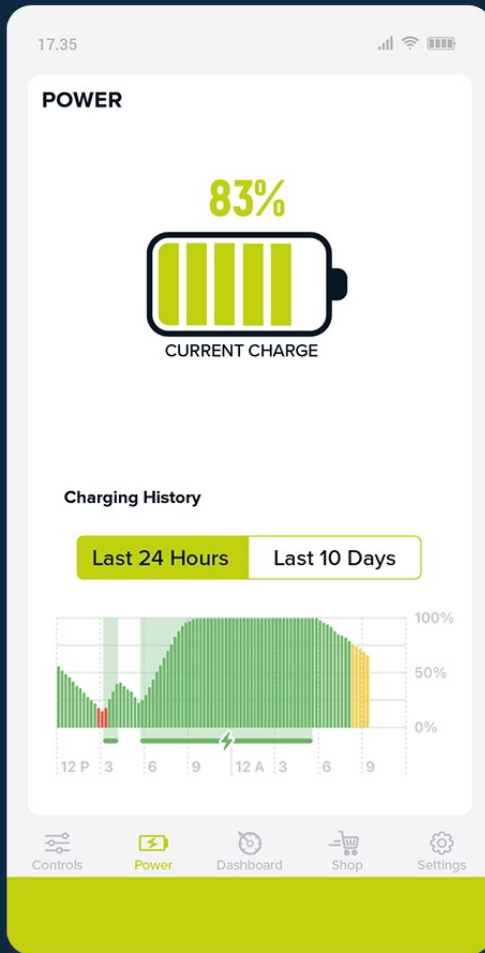 17.35
POWER
83%
CURRENT CHARGE
Charging History
Last 24 Hours Last 10 Days
100%
50%
0%
12 P 3 6 9 12 A 3 6 9
Controls Power Dashboard Shop Settings